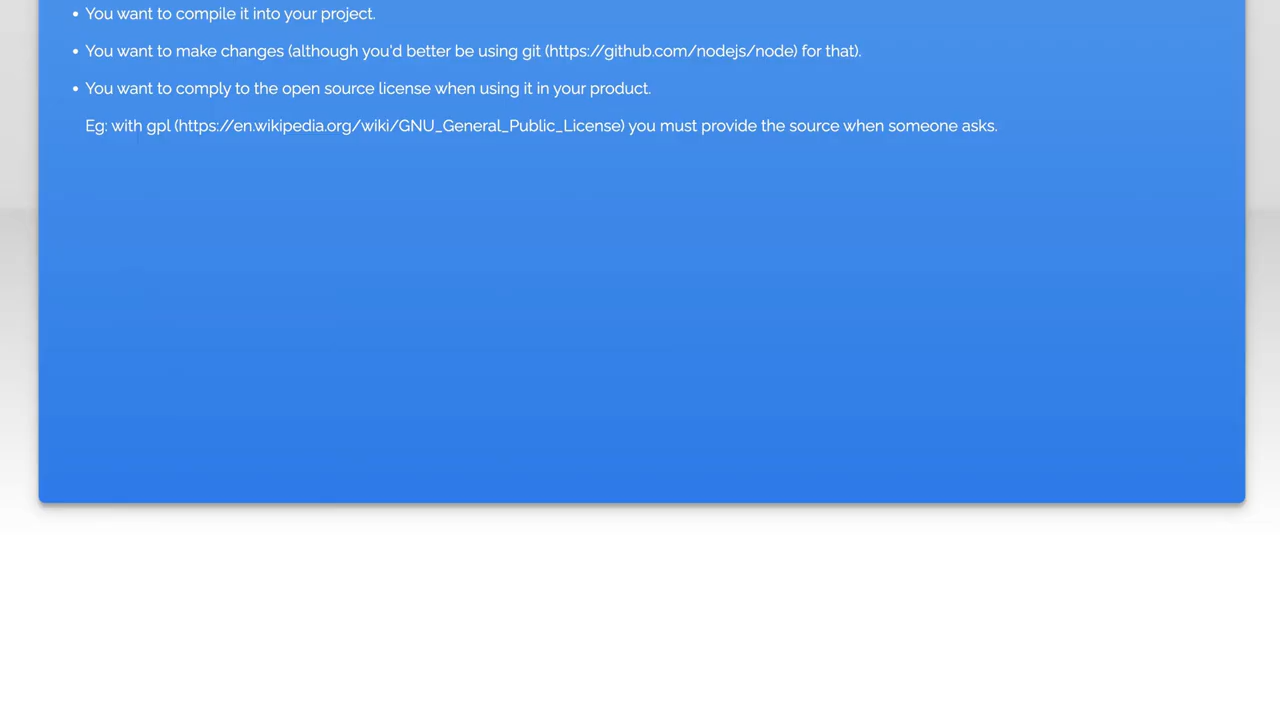 • You want to compile it into your project.
• You want to make changes (although you'd better be using git (https://github.com/nodejs/node) for that).
• You want to comply to the open source license when using it in your product.
Eg: with gpl (https://en.wikipedia.org/wiki/GNU_General_Public_License) you must provide the source when someone asks.